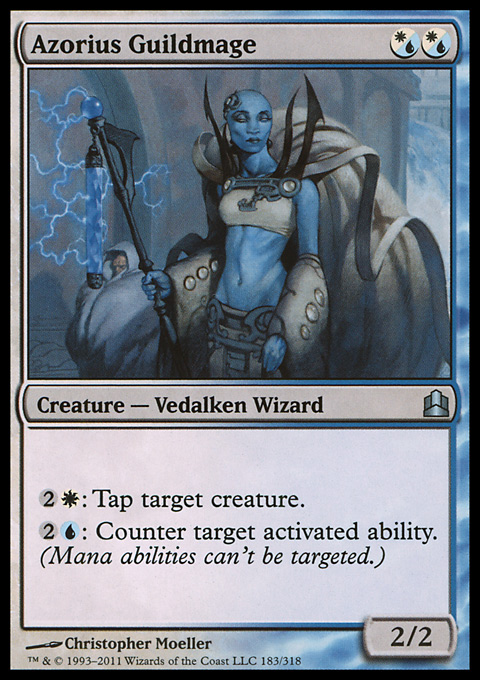 Azorius Guildmage
Creature — Vedalken Wizard
2 : Tap target creature.
2 : Counter target activated ability.
(Mana abilities can't be targeted.)
2/2
Christopher Moeller
™ & © 1993–2011 Wizards of the Coast LLC 183/318